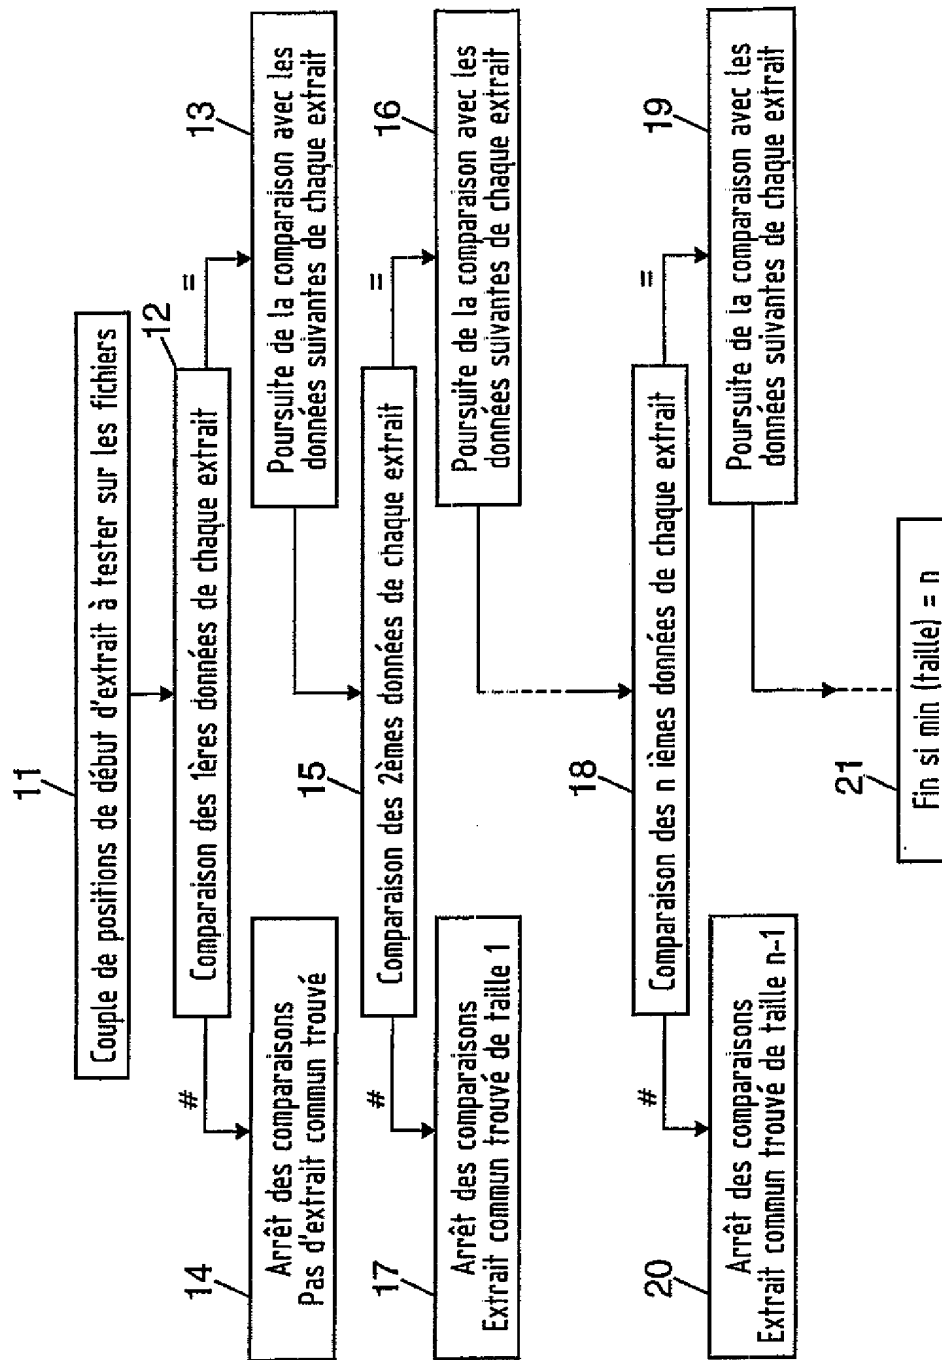 11
Couple de positions de début d'extrait à tester sur les fichiers
12
Comparaison des 1ères données de chaque extrait
#
=
14
Arrêt des comparaisons
Pas d'extrait commun trouvé
13
Poursuite de la comparaison avec les
données suivantes de chaque extrait
15
Comparaison des 2èmes données de chaque extrait
#
=
17
Arrêt des comparaisons
Extrait commun trouvé de taille 1
16
Poursuite de la comparaison avec les
données suivantes de chaque extrait
18
Comparaison des n ièmes données de chaque extrait
#
=
20
Arrêt des comparaisons
Extrait commun trouvé de taille n-1
19
Poursuite de la comparaison avec les
données suivantes de chaque extrait
21
Fin si min (taille) = n